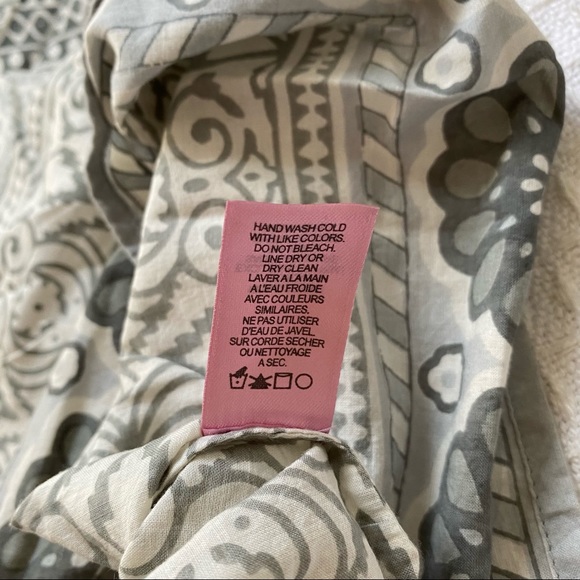 HAND WASH COLD
WITH LIKE COLORS.
DO NOT BLEACH.
LINE DRY OR
DRY CLEAN
LAVER A LA MAIN
A L'EAU FROIDE
AVEC COULEURS
SIMILAIRES.
NE PAS UTILISER
D'EAU DE JAVEL.
SUR CORDE SECHER
OU NETTOYAGE
A SEC.